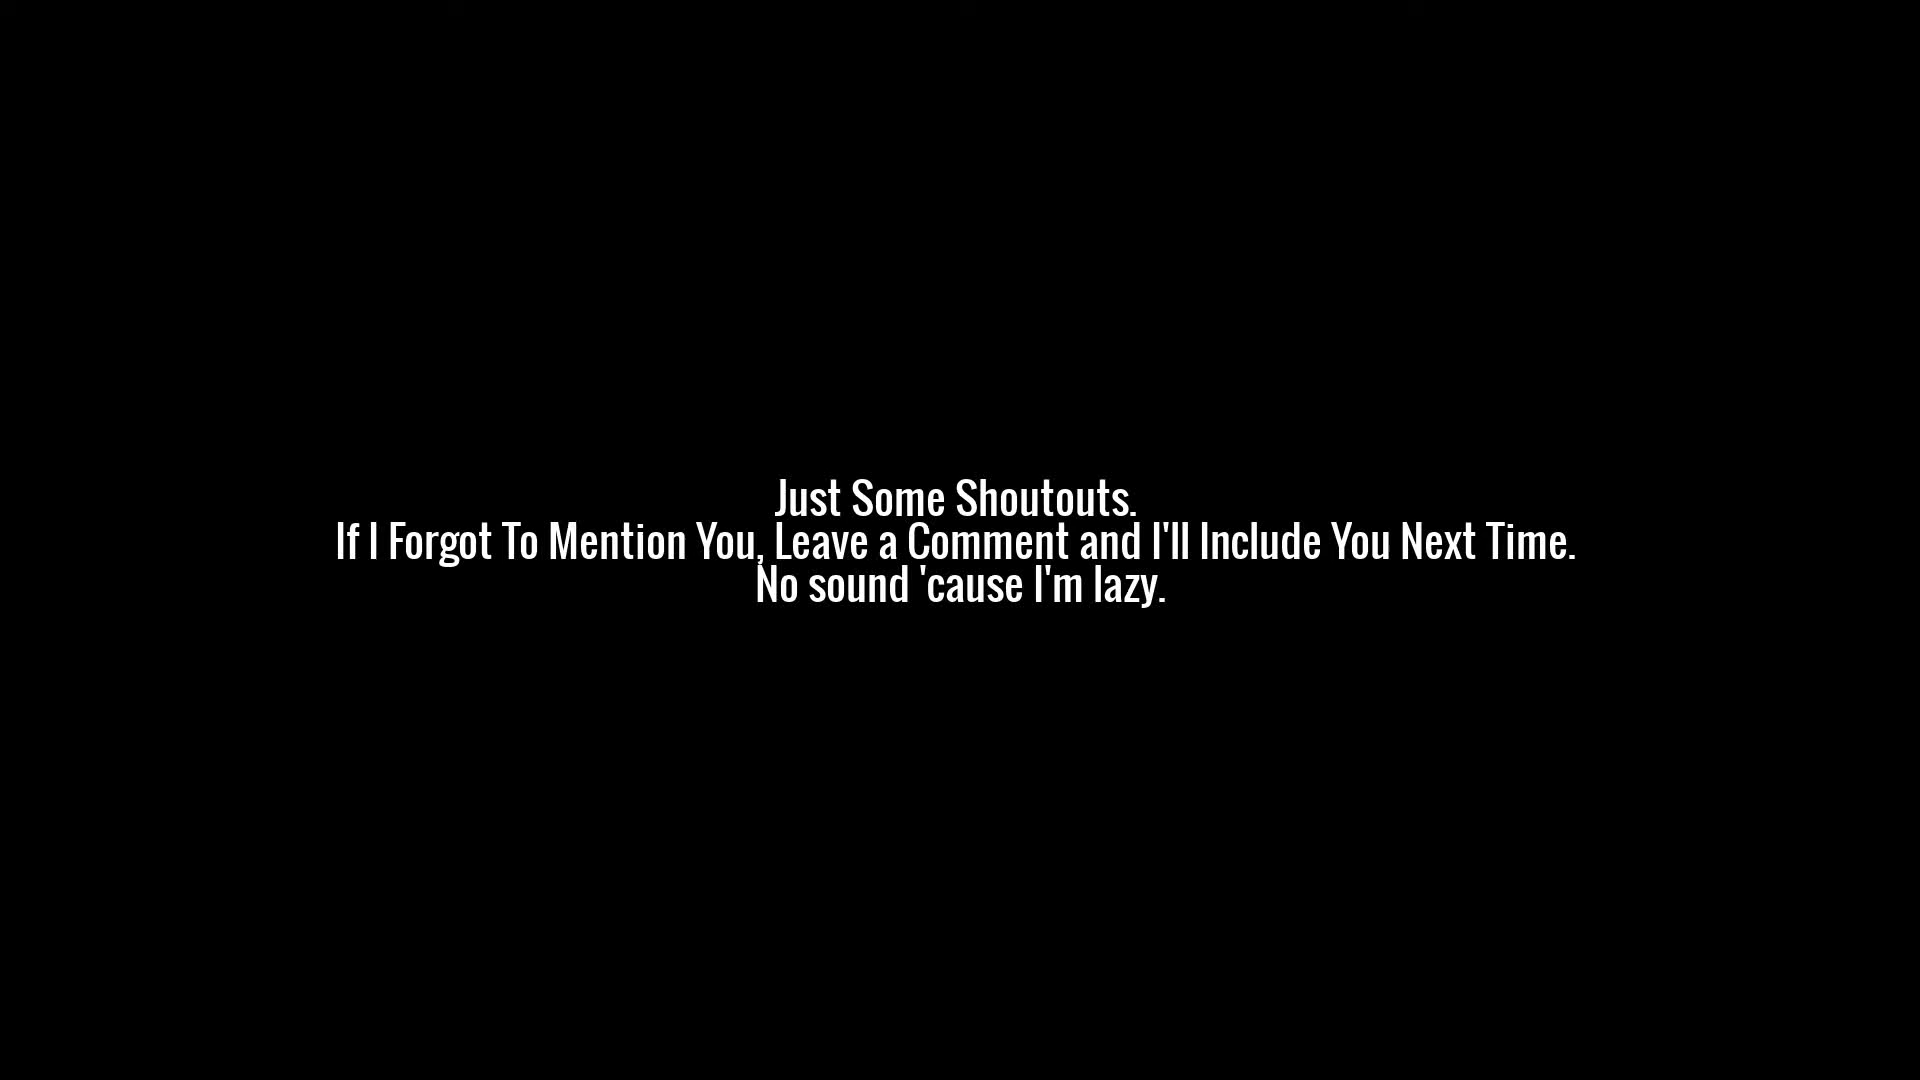 Just Some Shoutouts.
If I Forgot To Mention You, Leave a Comment and I'll Include You Next Time.
No sound 'cause I'm lazy.